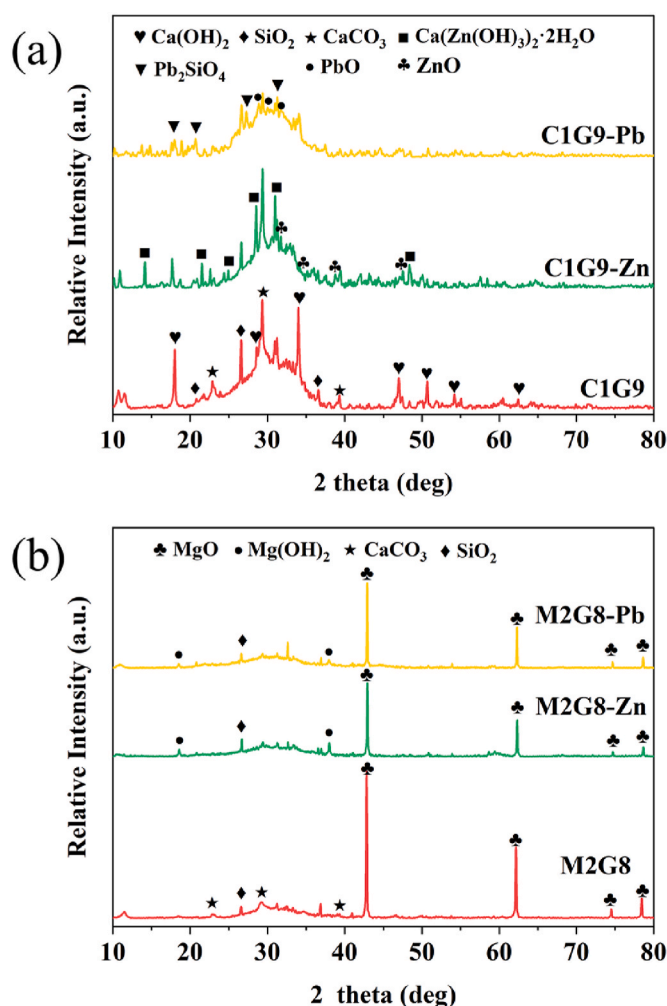 (a)
♥ Ca(OH)₂ ♦ SiO₂ ★ CaCO₃ ■ Ca(Zn(OH)₃)₂·2H₂O
▼ Pb₂SiO₄ ● PbO ♣ ZnO
C1G9-Pb
C1G9-Zn
C1G9
Relative Intensity (a.u.)
10 20 30 40 50 60 70 80
2 theta (deg)
(b)
♣ MgO ● Mg(OH)₂ ★ CaCO₃ ♦ SiO₂
M2G8-Pb
M2G8-Zn
M2G8
Relative Intensity (a.u.)
10 20 30 40 50 60 70 80
2 theta (deg)